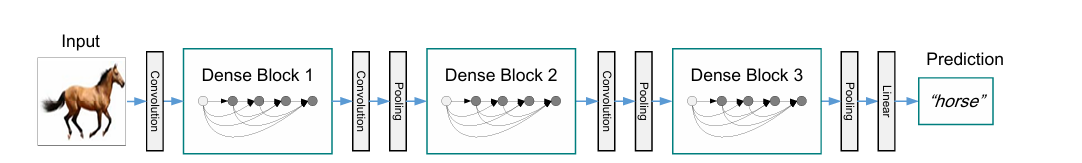 Input
Convolution
Dense Block 1
Convolution
Pooling
Dense Block 2
Convolution
Pooling
Dense Block 3
Pooling
Linear
Prediction
“horse”